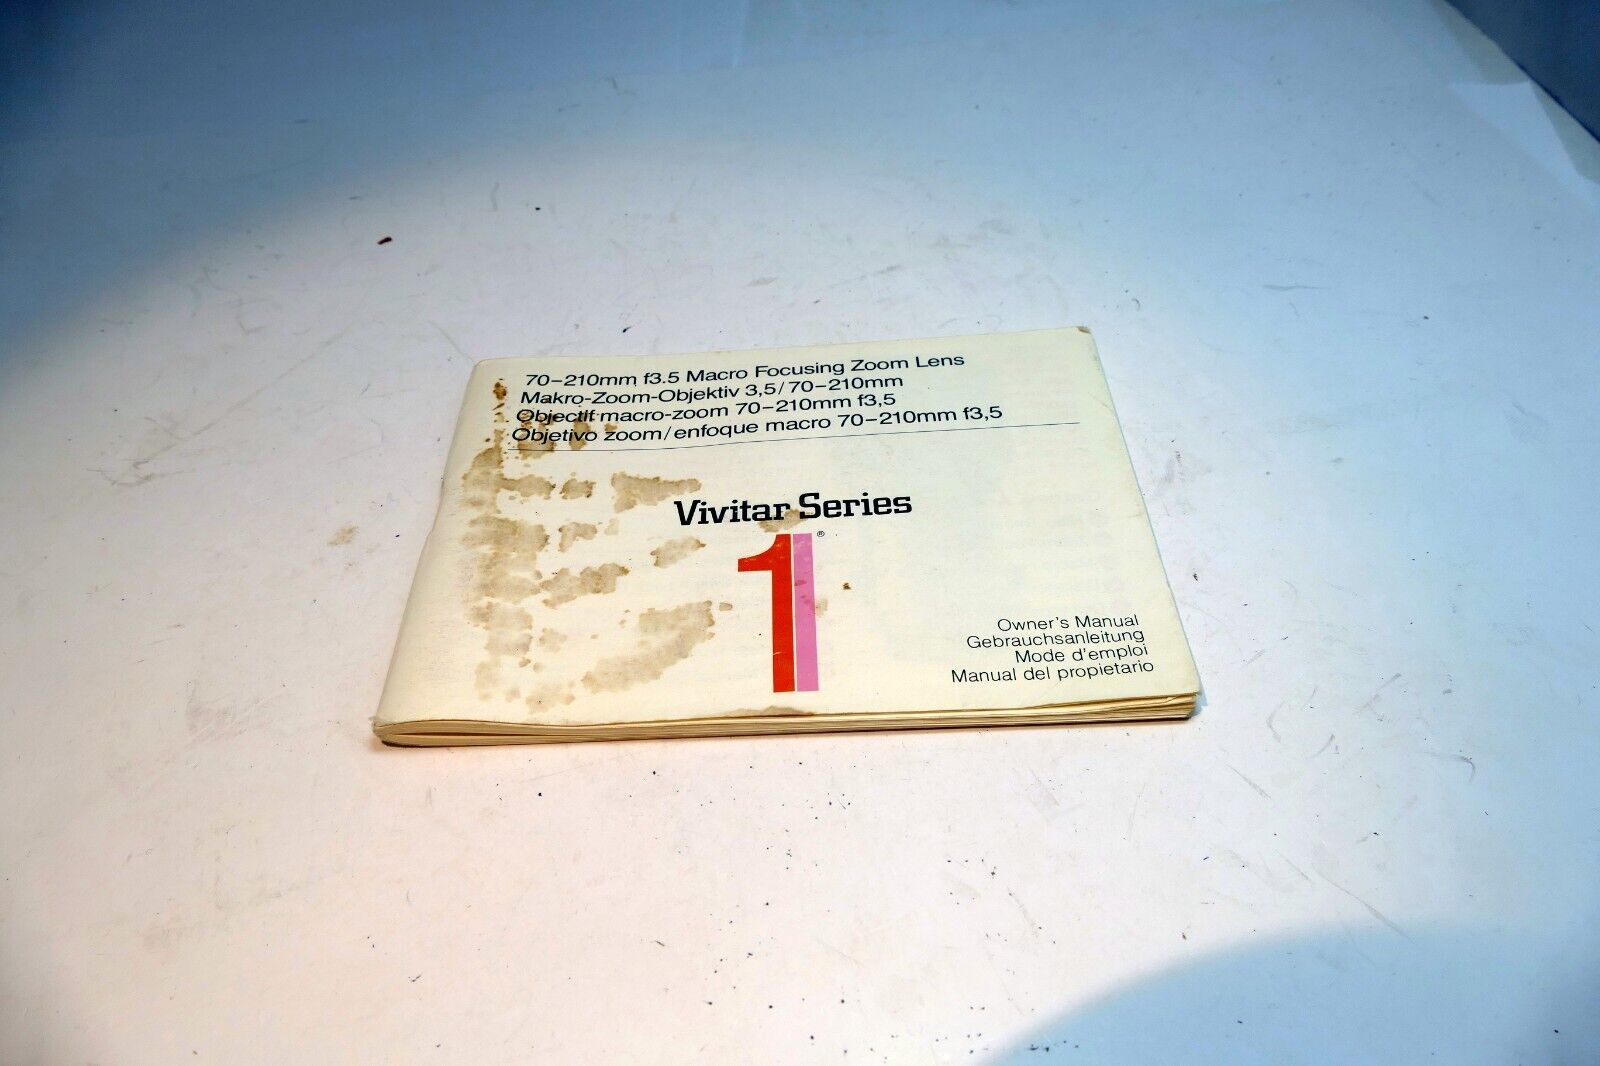 70-210mm f3.5 Macro Focusing Zoom Lens
Makro-Zoom-Objektiv 3,5/70-210mm
Objectif macro-zoom 70-210mm f3,5
Objetivo zoom/enfoque macro 70-210mm f3,5
Vivitar Series
1®
Owner's Manual
Gebrauchsanleitung
Mode d'emploi
Manual del propietario